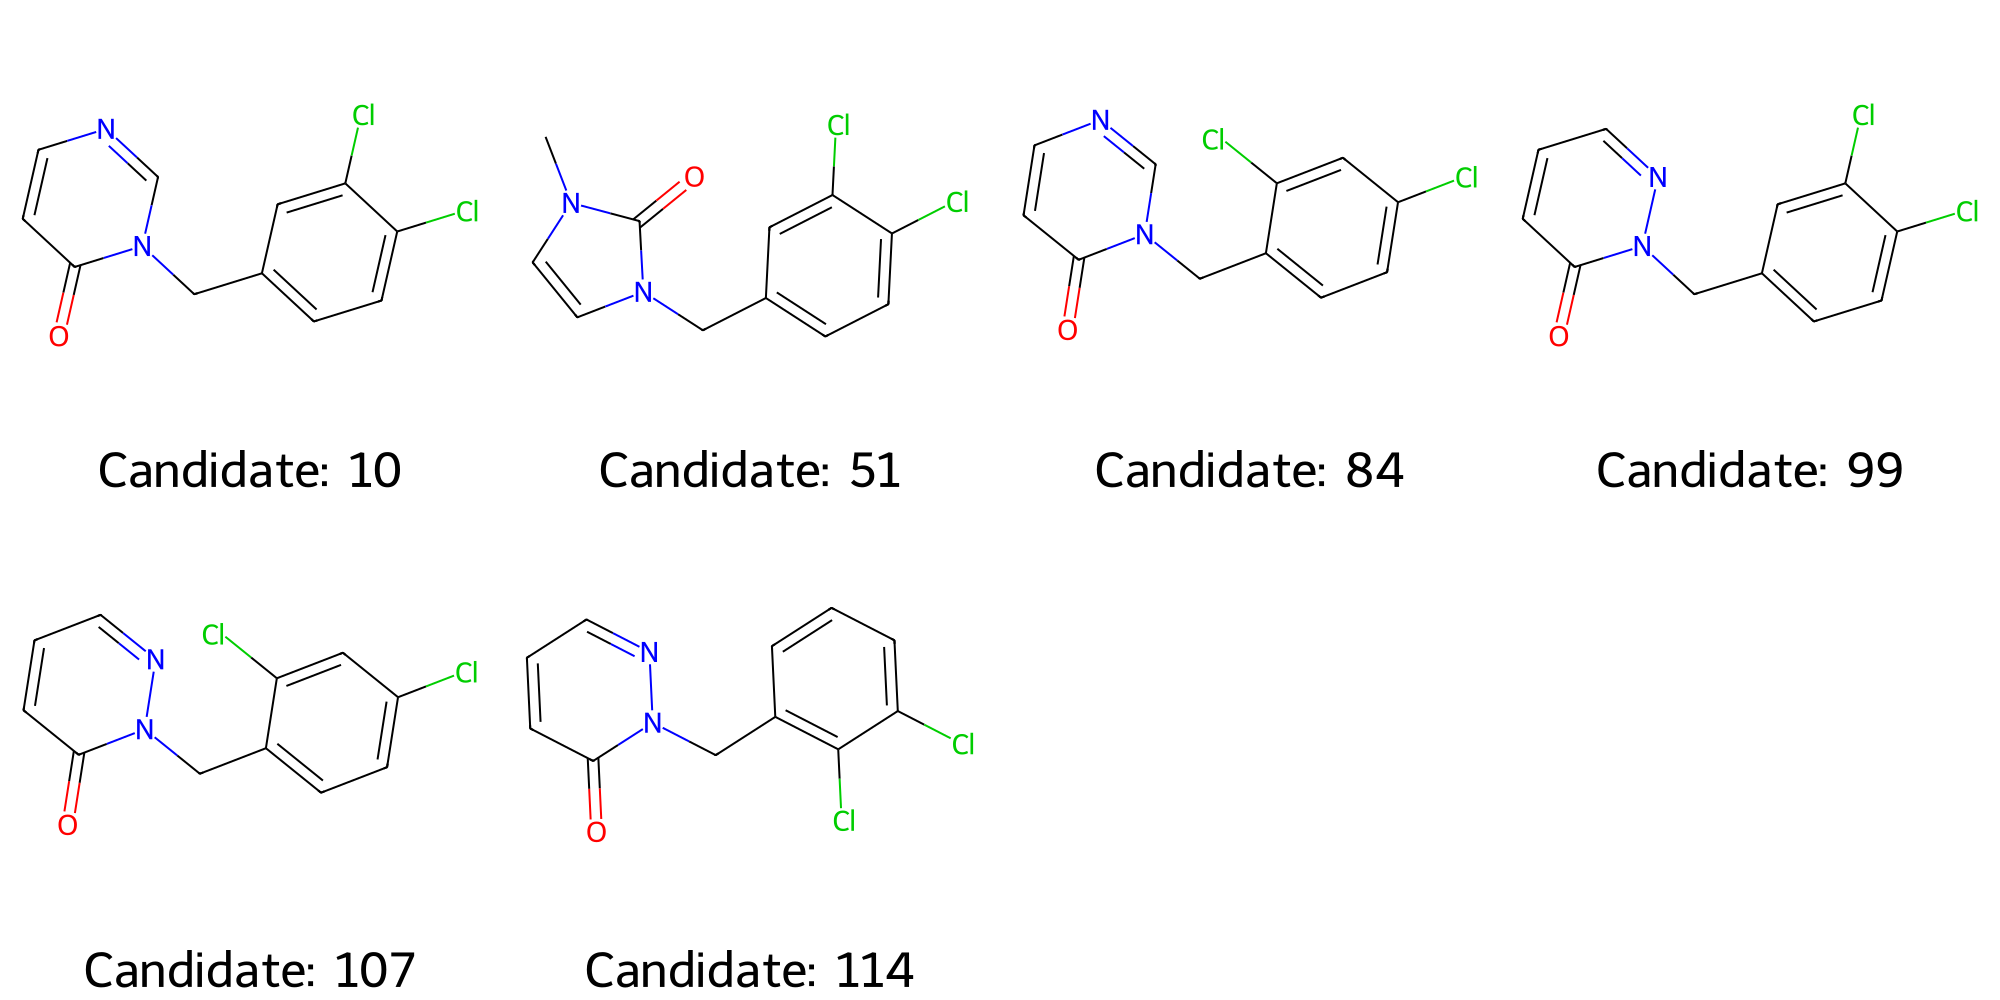 N Cl Cl N O
Candidate: 10
N O Cl Cl N
Candidate: 51
N Cl Cl N O
Candidate: 84
N Cl Cl N O
Candidate: 99
N Cl Cl N O
Candidate: 107
N N Cl Cl O
Candidate: 114